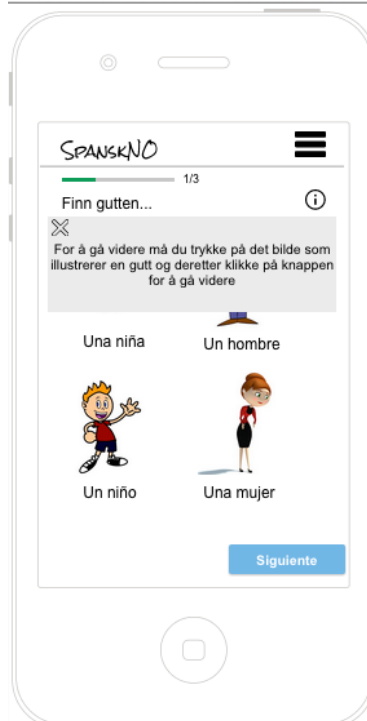 SpanskNO
1/3
Finn gutten...
For å gå videre må du trykke på det bilde som
illustrerer en gutt og deretter klikke på knappen
for å gå videre
Una niña
Un hombre
Un niño
Una mujer
Siguiente